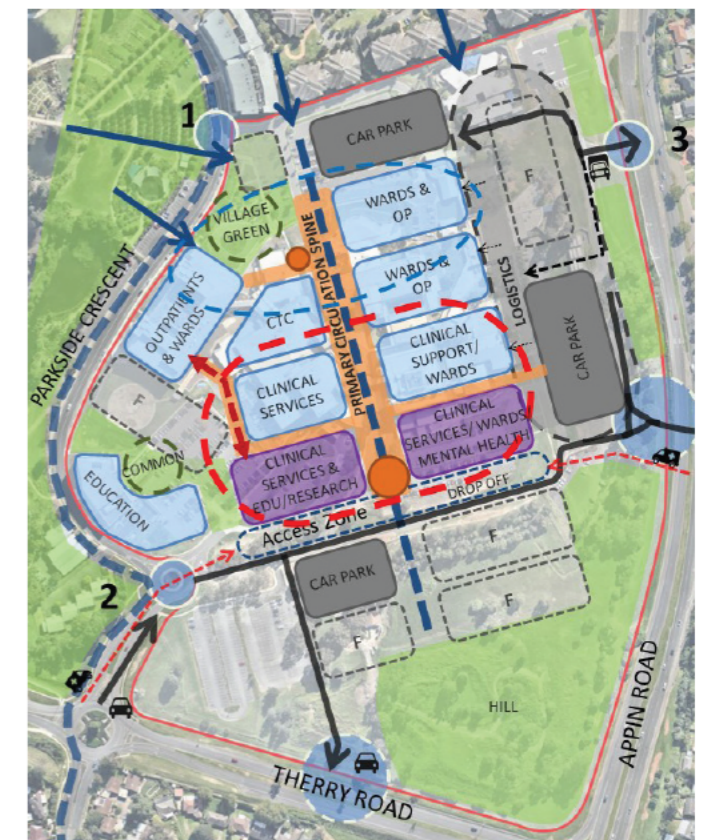 1
CAR PARK
3
F
WARDS &
OP
VILLAGE
GREEN
PRIMARY CIRCULATION SPINE
WARDS &
OP
LOGISTICS
OUTPATIENTS
& WARDS
CTC
PARKSIDE CRESCENT
CLINICAL
SUPPORT/
WARDS
CAR PARK
CLINICAL
SERVICES
F
CLINICAL
SERVICES/ WARDS
MENTAL HEALTH
COMMON
CLINICAL
SERVICES &
EDU/RESEARCH
EDUCATION
DROP OFF
Access Zone
F
CAR PARK
2
F
F
HILL
APPIN ROAD
THERRY ROAD